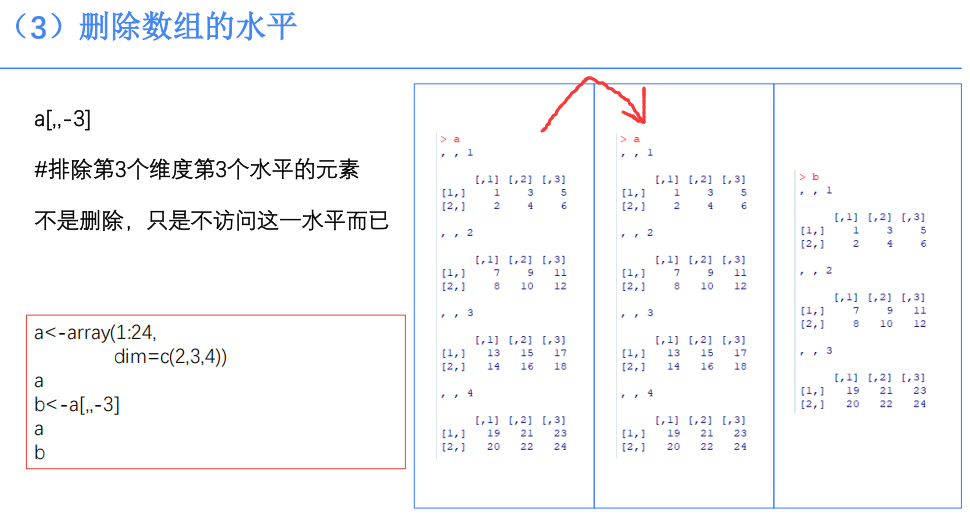 （3）删除数组的水平
a[,,-3]
#排除第3个维度第3个水平的元素
不是删除，只是不访问这一水平而已
a<-array(1:24,
dim=c(2,3,4))
a
b<-a[,,-3]
a
b
> a
, , 1
[,1] [,2] [,3]
[1,] 1 3 5
[2,] 2 4 6
, , 2
[,1] [,2] [,3]
[1,] 7 9 11
[2,] 8 10 12
, , 3
[,1] [,2] [,3]
[1,] 13 15 17
[2,] 14 16 18
, , 4
[,1] [,2] [,3]
[1,] 19 21 23
[2,] 20 22 24
> a
, , 1
[,1] [,2] [,3]
[1,] 1 3 5
[2,] 2 4 6
, , 2
[,1] [,2] [,3]
[1,] 7 9 11
[2,] 8 10 12
, , 3
[,1] [,2] [,3]
[1,] 13 15 17
[2,] 14 16 18
, , 4
[,1] [,2] [,3]
[1,] 19 21 23
[2,] 20 22 24
> b
, , 1
[,1] [,2] [,3]
[1,] 1 3 5
[2,] 2 4 6
, , 2
[,1] [,2] [,3]
[1,] 7 9 11
[2,] 8 10 12
, , 3
[,1] [,2] [,3]
[1,] 19 21 23
[2,] 20 22 24